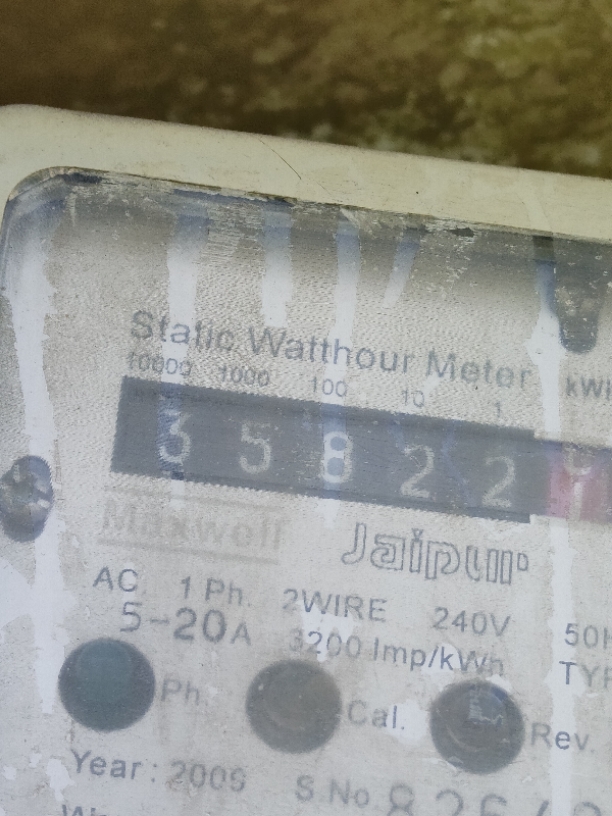 Static Watthour Meter
10000 1000 100 10 1 kWh
3 5 8 2 2
Maxwell Jaipur
AC 1 Ph. 2WIRE 240V
5-20A 3200 Imp/kWh
Ph. Cal. Rev.
Year : 2009 S No